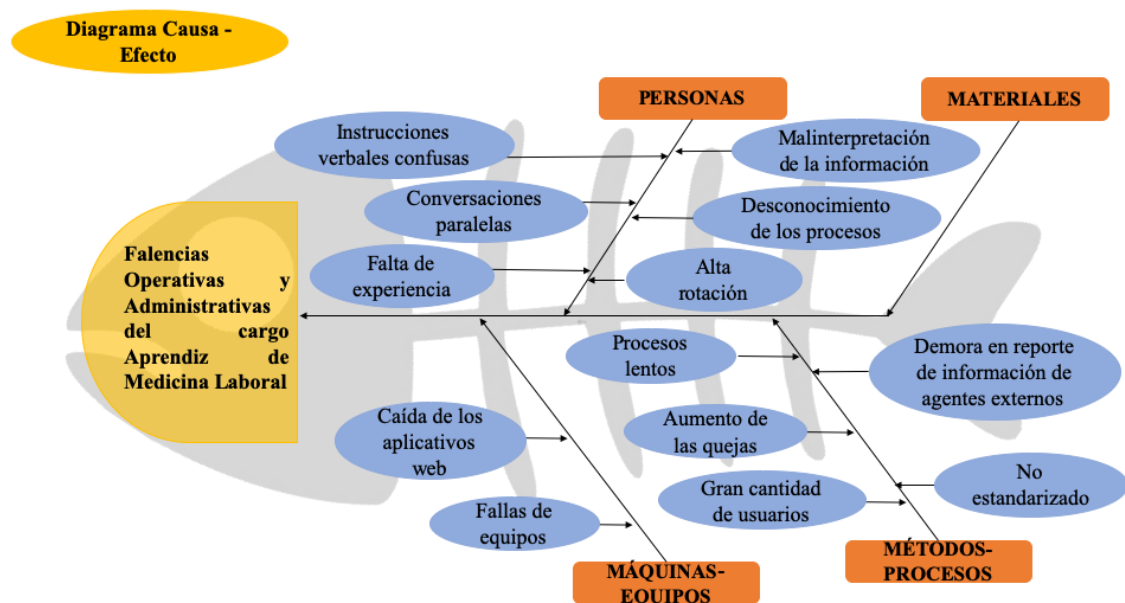 Diagrama Causa -
Efecto
PERSONAS
MATERIALES
Instrucciones
verbales confusas
Malinterpretación
de la información
Conversaciones
paralelas
Desconocimiento
de los procesos
Falta de
experiencia
Alta
rotación
Falencias
Operativas y
Administrativas
del cargo
Aprendiz de
Medicina Laboral
Procesos
lentos
Demora en reporte
de información de
agentes externos
Caída de los
aplicativos
web
Aumento de
las quejas
Gran cantidad
de usuarios
No
estandarizado
Fallas de
equipos
MÁQUINAS-
EQUIPOS
MÉTODOS-
PROCESOS